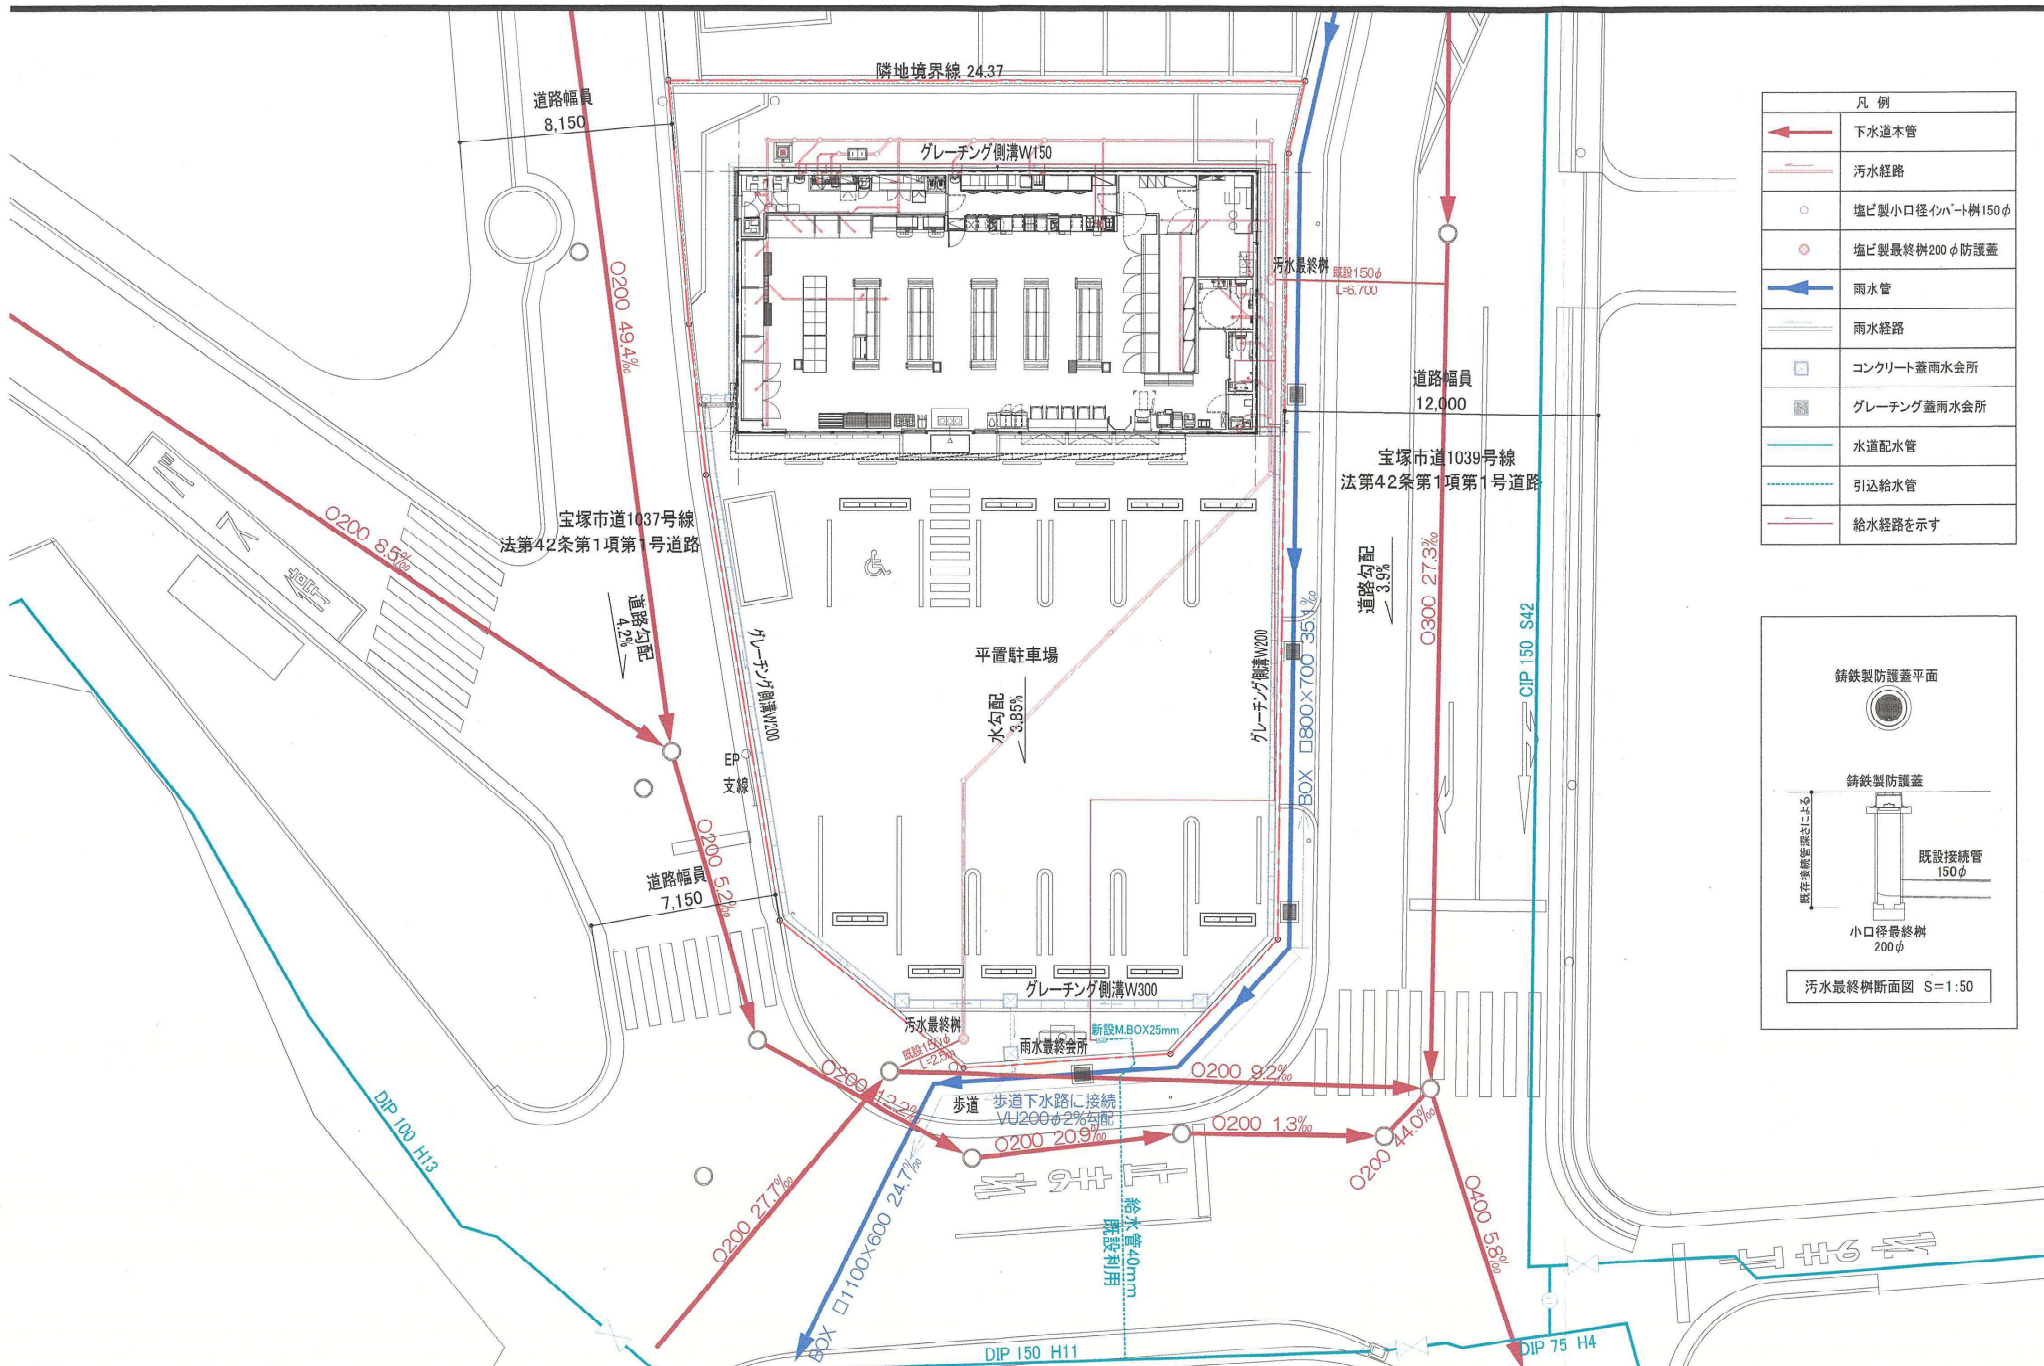 隣地境界線 24.37
道路幅員
8,150
グレーチング側溝W150
汚水最終桝
既設150φ
L=6,700
O200 49.4‰
道路幅員
12,000
宝塚市道1039号線
法第42条第1項第1号道路
O200 8.5‰
宝塚市道1037号線
法第42条第1項第1号道路
道路勾配
4.2%
道路勾配
3.9%
O300 27.3‰
CIP 150 S42
グレーチング側溝W200
平置駐車場
水勾配
3.85%
グレーチング側溝W200
BOX □800×700 35.4‰
EP
支線
O200 5.2‰
道路幅員
7,150
グレーチング側溝W300
汚水最終桝
既設150φ
雨水最終会所
新設M.BOX25mm
O200 12.2‰
O200 9.2‰
歩道
歩道下水路に接続
VU200φ2%勾配
O200 20.9‰
O200 1.3‰
O200 44.0‰
O400 5.8‰
DIP 100 H13
O200 27.7‰
BOX □1100×600 24.7‰
給水管40mm
既設利用
DIP 150 H11
DIP 75 H4
凡 例
下水道本管
汚水経路
塩ビ製小口径インバート桝150φ
塩ビ製最終桝200φ防護蓋
雨水管
雨水経路
コンクリート蓋雨水会所
グレーチング蓋雨水会所
水道配水管
引込給水管
給水経路を示す
鋳鉄製防護蓋平面
鋳鉄製防護蓋
既存接続管深さによる
既設接続管
150φ
小口径最終桝
200φ
汚水最終桝断面図 S=1:50